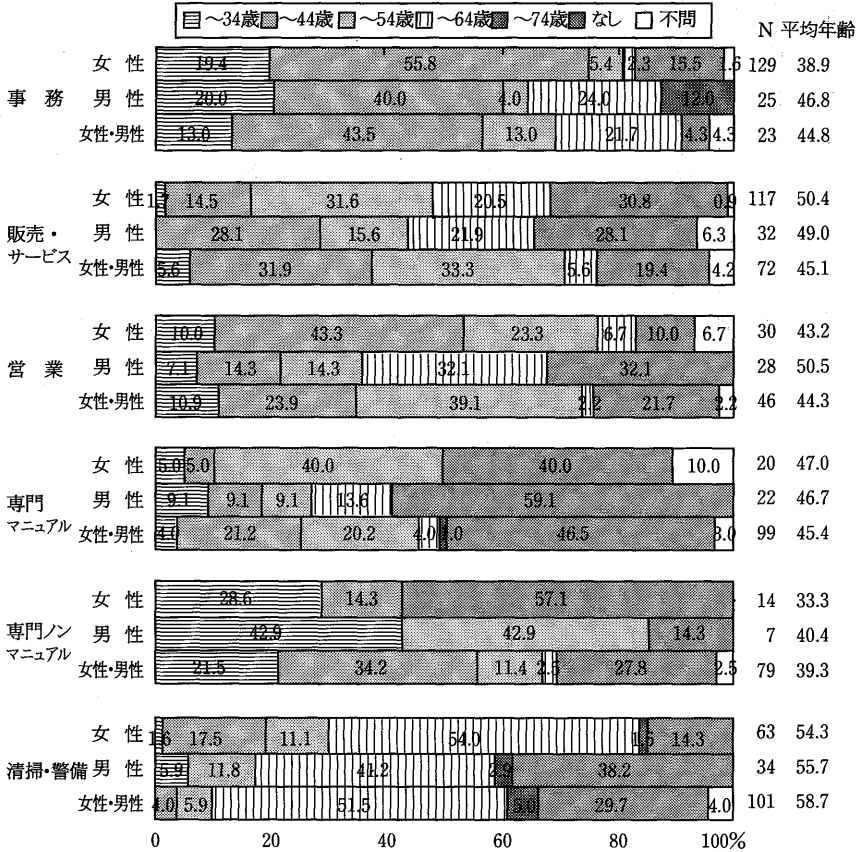 ～34歳 ～44歳 ～54歳 ～64歳 ～74歳 なし 不問
N 平均年齢
事務
女性 19.4 55.8 5.4 2.3 15.5 1.6 129 38.9
男性 20.0 40.0 4.0 24.0 12.0 25 46.8
女性・男性 13.0 43.5 13.0 21.7 4.3 4.3 23 44.8
販売・サービス
女性 1.7 14.5 31.6 20.5 30.8 0.9 117 50.4
男性 28.1 15.6 21.9 28.1 6.3 32 49.0
女性・男性 5.6 31.9 33.3 5.6 19.4 4.2 72 45.1
営業
女性 10.0 43.3 23.3 6.7 10.0 6.7 30 43.2
男性 7.1 14.3 14.3 32.1 32.1 28 50.5
女性・男性 10.9 23.9 39.1 2.2 21.7 2.2 46 44.3
専門マニュアル
女性 5.0 5.0 40.0 40.0 10.0 20 47.0
男性 9.1 9.1 9.1 13.6 59.1 22 46.7
女性・男性 4.0 21.2 20.2 4.0 1.0 46.5 3.0 99 45.4
専門ノンマニュアル
女性 28.6 14.3 57.1 14 33.3
男性 42.9 42.9 14.3 7 40.4
女性・男性 21.5 34.2 11.4 2.5 27.8 2.5 79 39.3
清掃・警備
女性 1.6 17.5 11.1 54.0 1.6 14.3 63 54.3
男性 5.9 11.8 41.2 2.9 38.2 34 55.7
女性・男性 4.0 5.9 51.5 5.0 29.7 4.0 101 58.7
0 20 40 60 80 100%